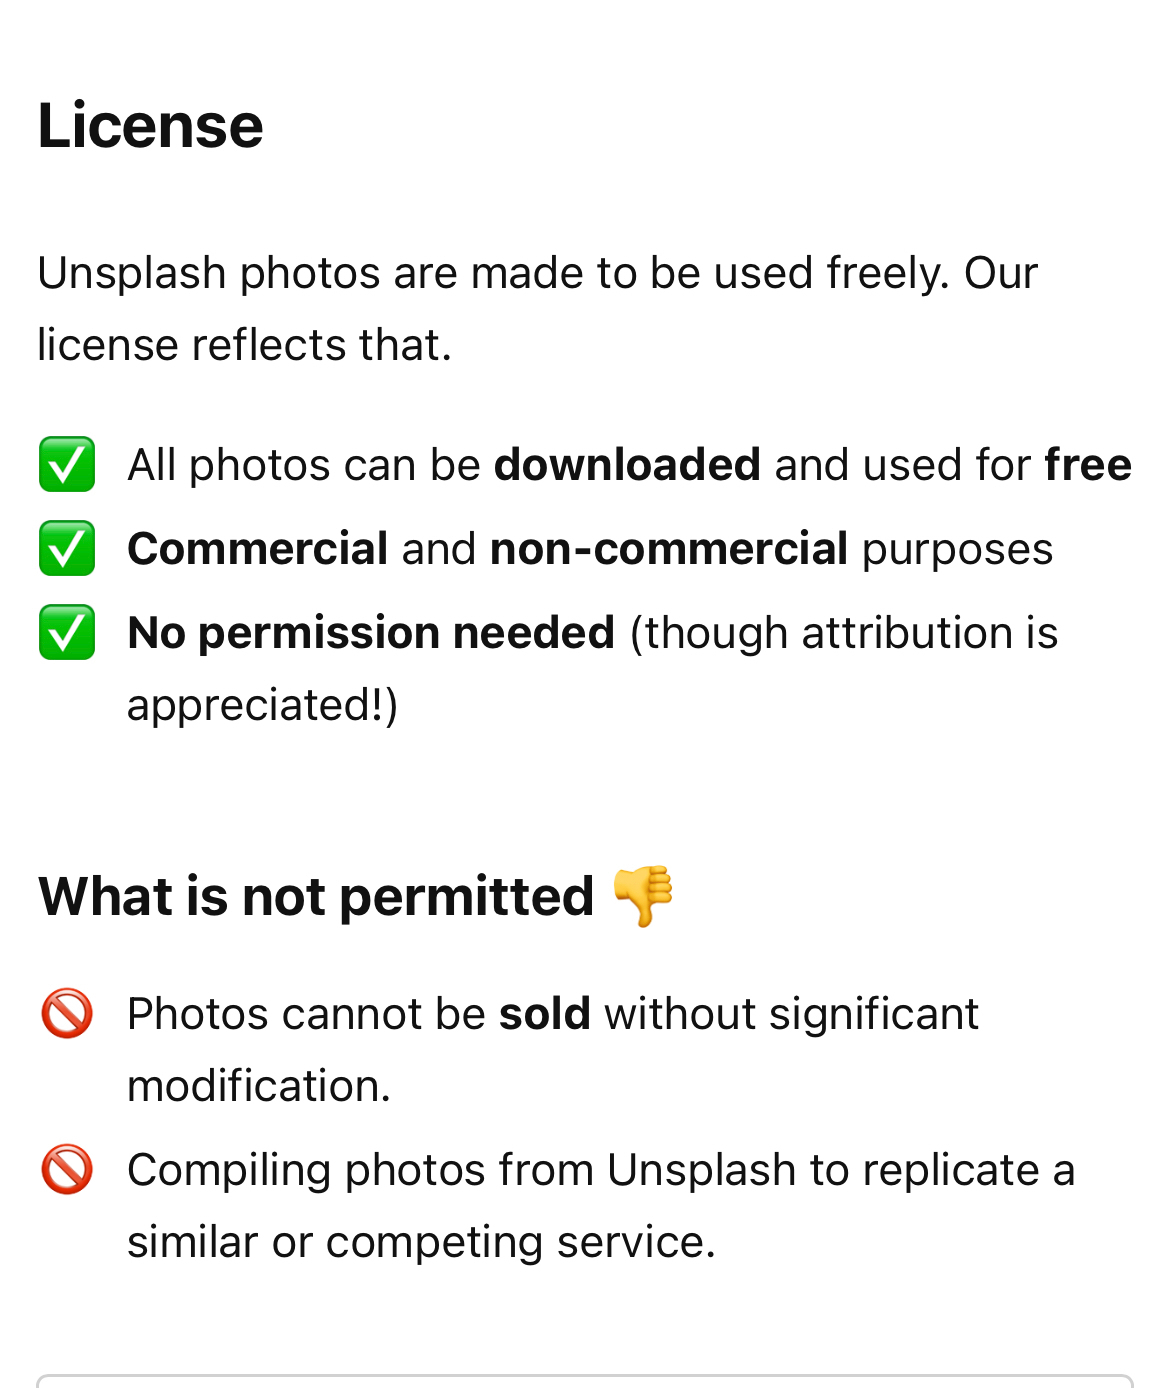 License
Unsplash photos are made to be used freely. Our
license reflects that.
✅ All photos can be downloaded and used for free
✅ Commercial and non-commercial purposes
✅ No permission needed (though attribution is
appreciated!)
What is not permitted 👎
🚫 Photos cannot be sold without significant
modification.
🚫 Compiling photos from Unsplash to replicate a
similar or competing service.